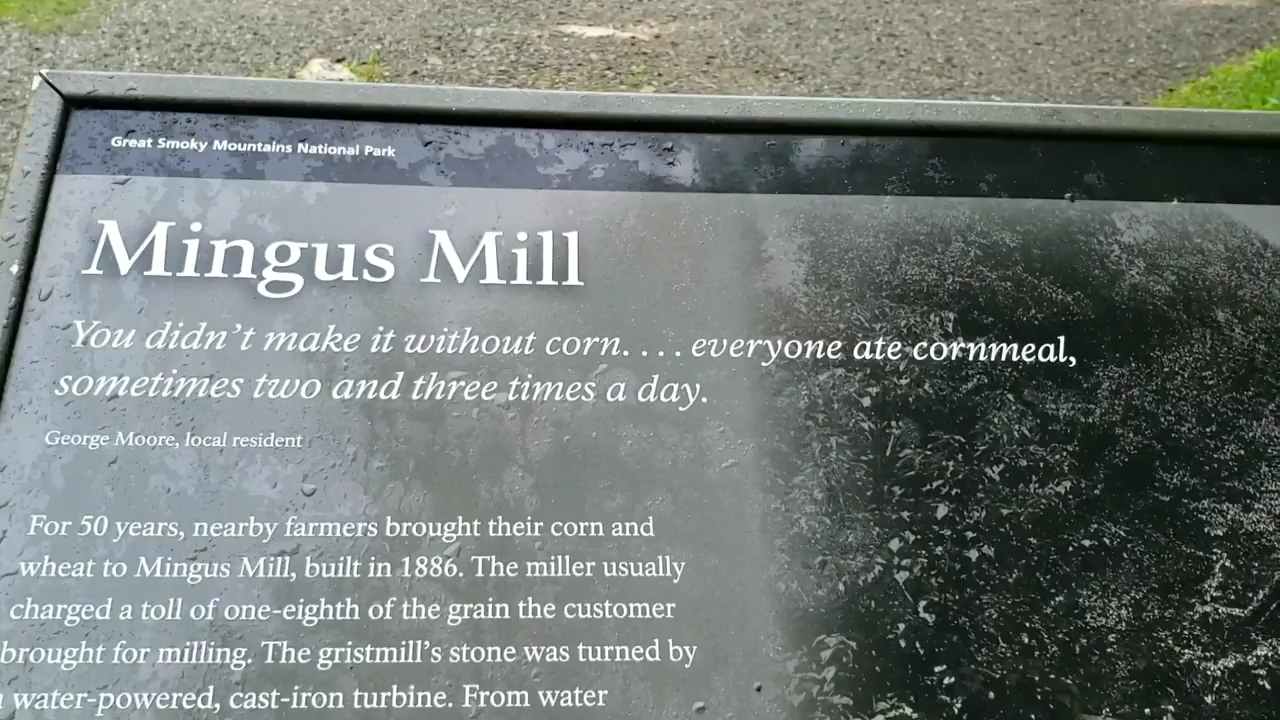 Great Smoky Mountains National Park
Mingus Mill
You didn't make it without corn. . . . everyone ate cornmeal,
sometimes two and three times a day.
George Moore, local resident
For 50 years, nearby farmers brought their corn and
wheat to Mingus Mill, built in 1886. The miller usually
charged a toll of one-eighth of the grain the customer
brought for milling. The gristmill's stone was turned by
water-powered, cast-iron turbine. From water